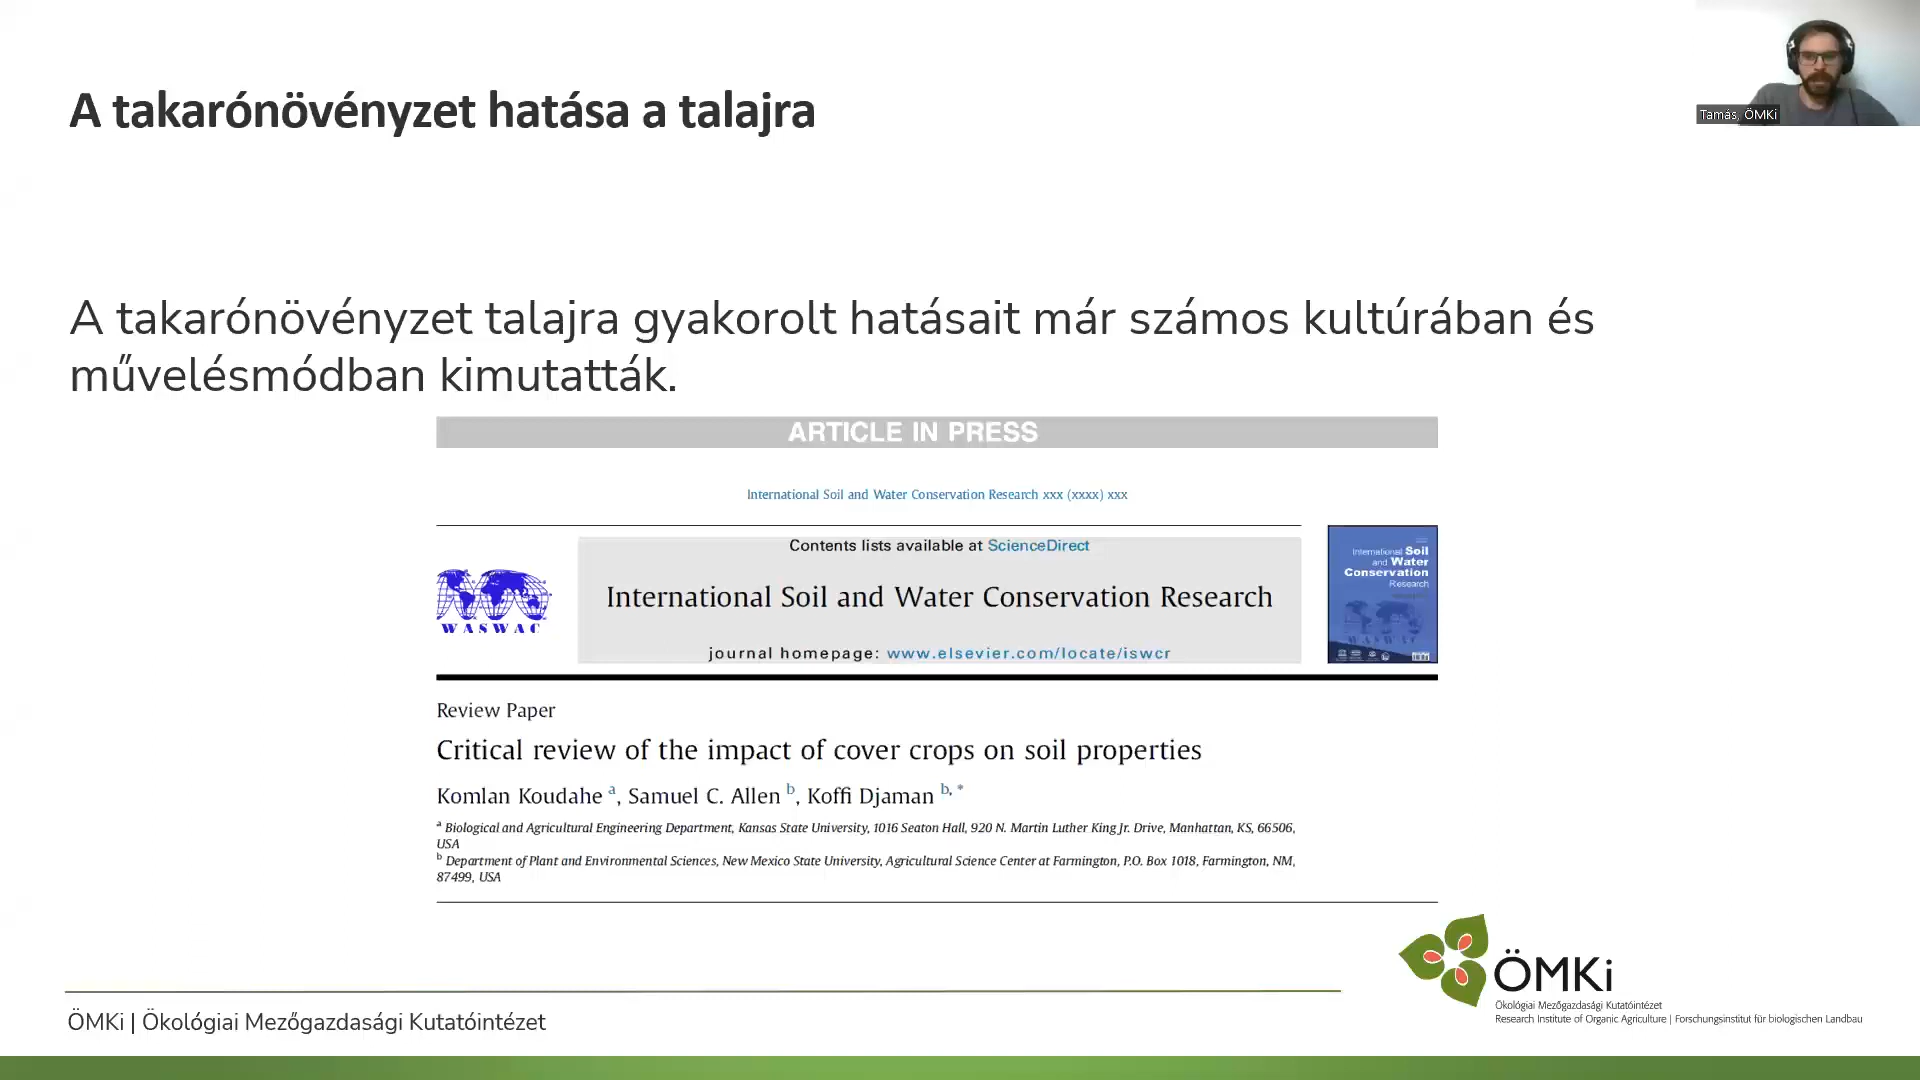 A takarónövényzet hatása a talajra
Tamás, ÖMKi
A takarónövényzet talajra gyakorolt hatásait már számos kultúrában és
művelésmódban kimutatták.
ARTICLE IN PRESS
International Soil and Water Conservation Research xxx (xxxx) xxx
Contents lists available at ScienceDirect
International Soil and Water Conservation Research
journal homepage: www.elsevier.com/locate/iswcr
WASWAC
International Soil
and Water
Conservation
Research
Review Paper
Critical review of the impact of cover crops on soil properties
Komlan Koudahe a, Samuel C. Allen b, Koffi Djaman b, *
a Biological and Agricultural Engineering Department, Kansas State University, 1016 Seaton Hall, 920 N. Martin Luther King Jr. Drive, Manhattan, KS, 66506,
USA
b Department of Plant and Environmental Sciences, New Mexico State University, Agricultural Science Center at Farmington, P.O. Box 1018, Farmington, NM,
87499, USA
ÖMKi
Ökológiai Mezőgazdasági Kutatóintézet
Research Institute of Organic Agriculture | Forschungsinstitut für biologischen Landbau
ÖMKi | Ökológiai Mezőgazdasági Kutatóintézet